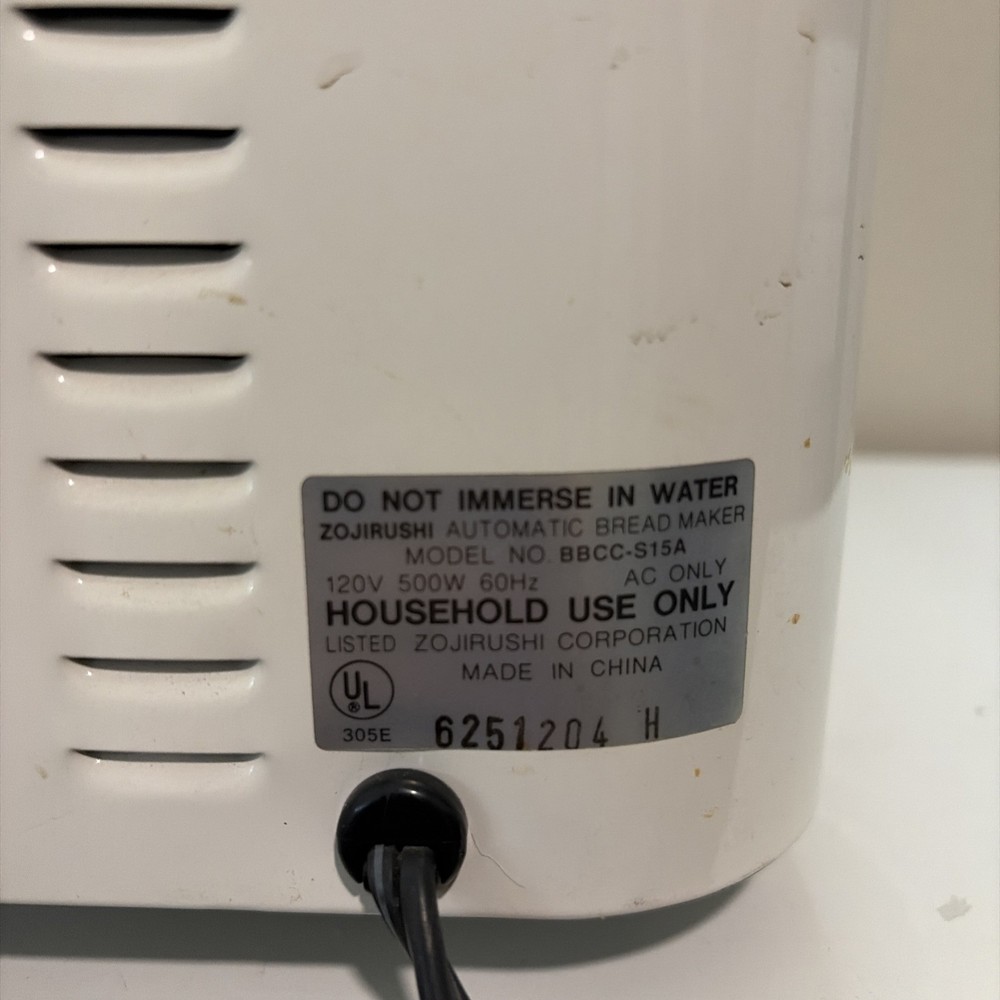 DO NOT IMMERSE IN WATER
ZOJIRUSHI AUTOMATIC BREAD MAKER
MODEL NO. BBCC-S15A
120V 500W 60Hz AC ONLY
HOUSEHOLD USE ONLY
LISTED ZOJIRUSHI CORPORATION
MADE IN CHINA
UL ®
305E 6251204 H